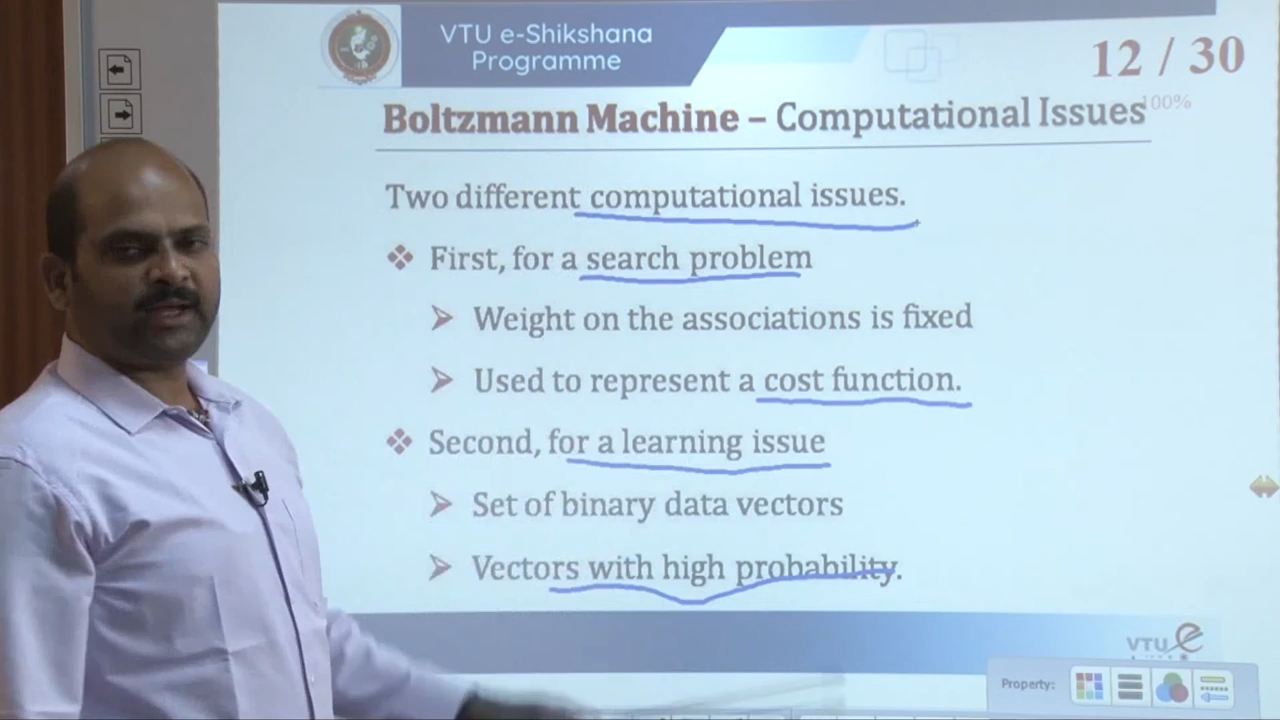 VTU e-Shikshana
Programme
12 / 30
100%
Boltzmann Machine – Computational Issues
Two different computational issues.
❖ First, for a search problem
➢ Weight on the associations is fixed
➢ Used to represent a cost function.
❖ Second, for a learning issue
➢ Set of binary data vectors
➢ Vectors with high probability.
VTU e
Property: